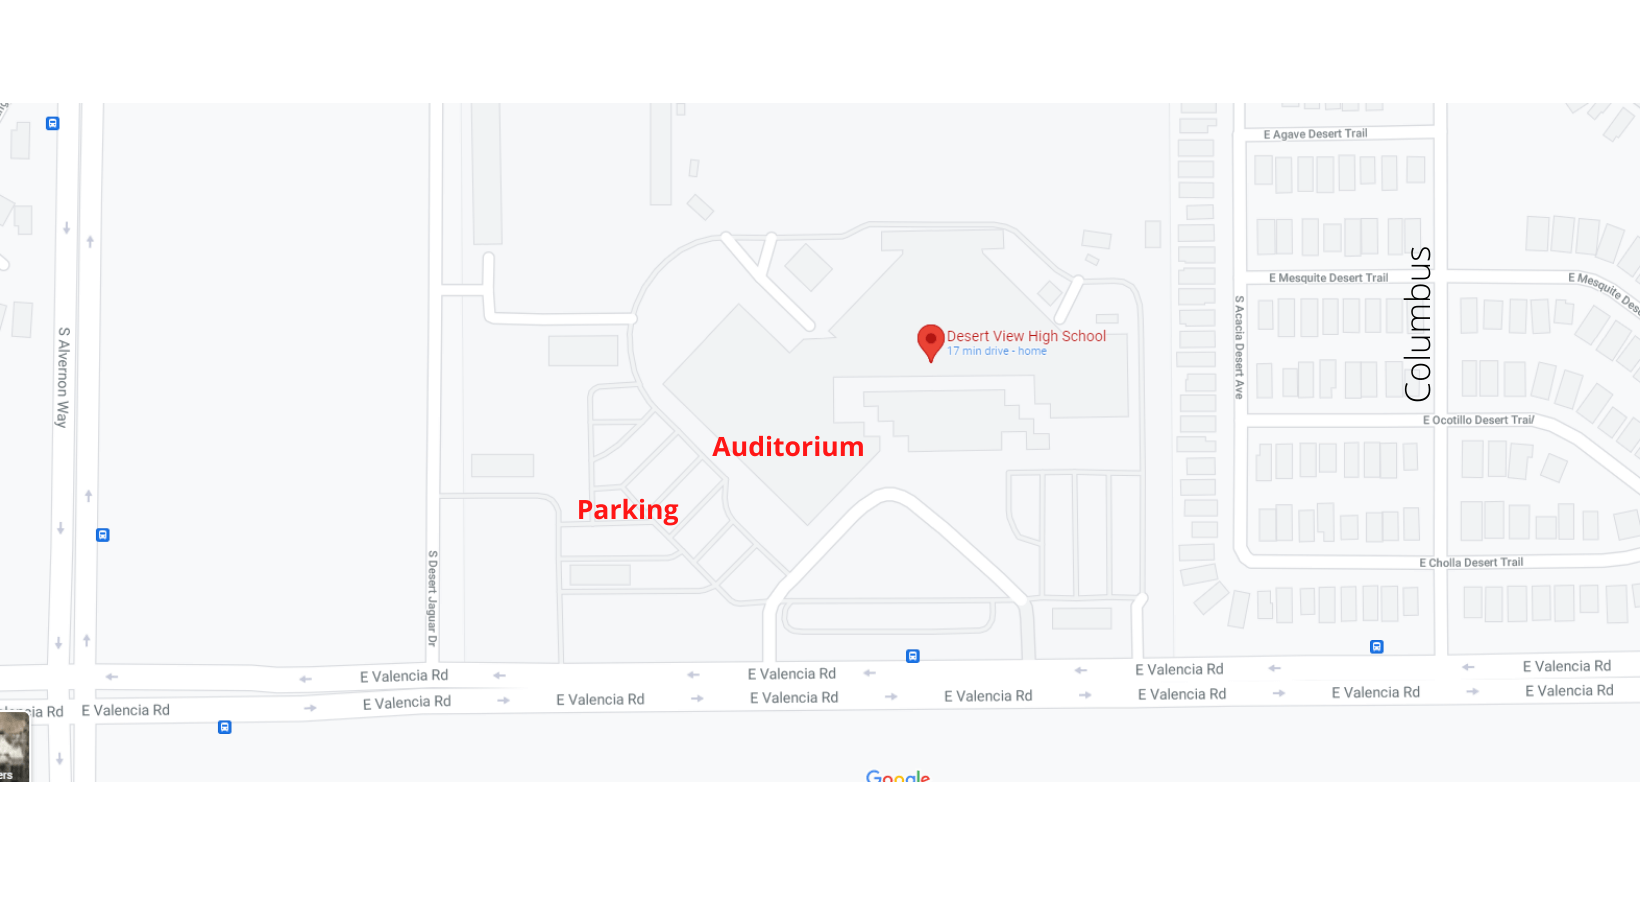 E Agave Desert Trail
E Mesquite Desert Trail
E Mesquite Des
Columbus
S Acacia Desert Ave
S Alvernon Way
Desert View High School
17 min drive - home
E Ocotillo Desert Trail
Auditorium
Parking
S Desert Jaguar Dr
E Cholla Desert Trail
E Valencia Rd
E Valencia Rd
E Valencia Rd
E Valencia Rd
encia Rd
E Valencia Rd
E Valencia Rd
E Valencia Rd
E Valencia Rd
E Valencia Rd
E Valencia Rd
E Valencia Rd
E Valencia Rd
ers
Google